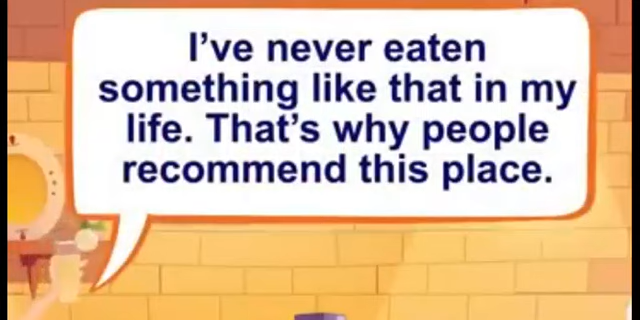 I’ve never eaten
something like that in my
life. That’s why people
recommend this place.